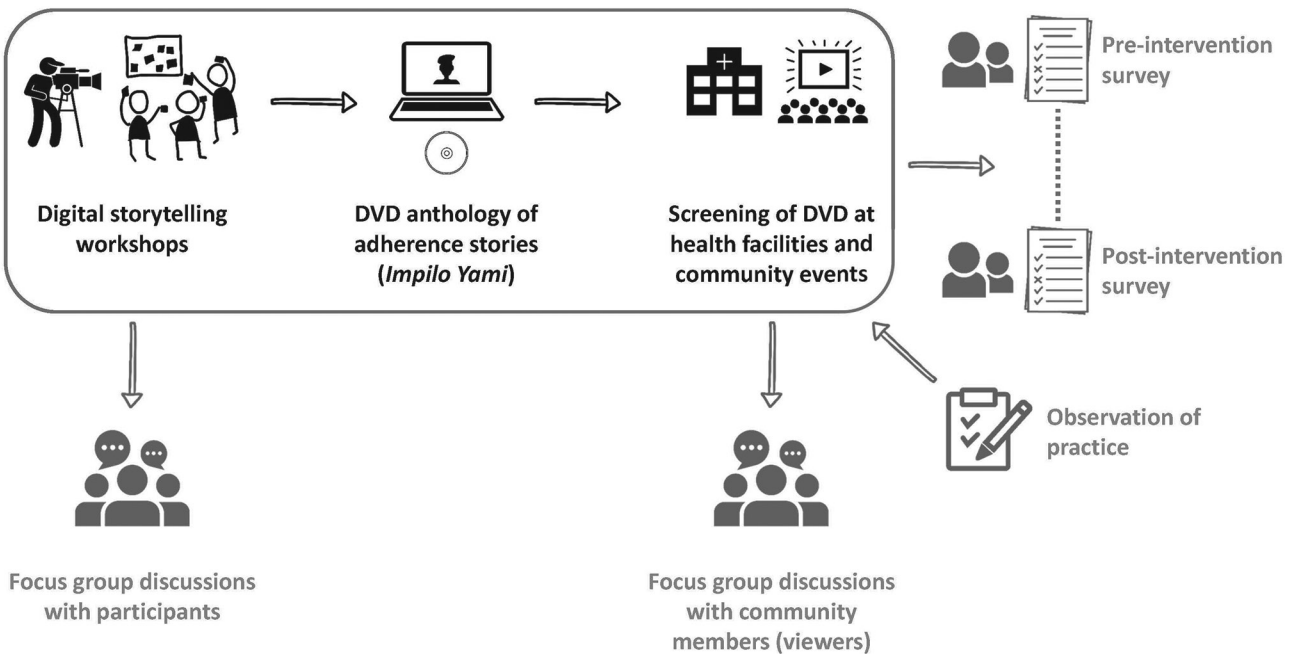 Digital storytelling
workshops
DVD anthology of
adherence stories
(Impilo Yami)
Screening of DVD at
health facilities and
community events
Pre-intervention
survey
Post-intervention
survey
Observation of
practice
Focus group discussions
with participants
Focus group discussions
with community
members (viewers)